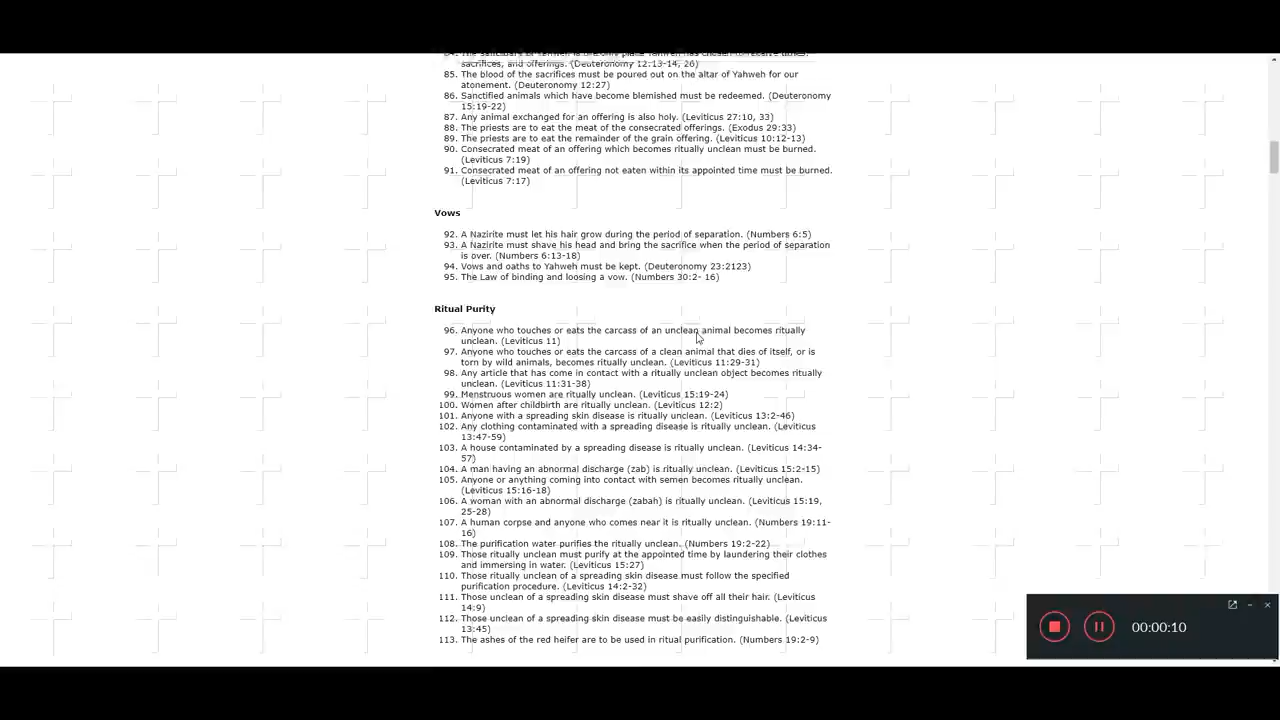 84. The sanctuary of Yahweh is the only place Yahweh has chosen to receive tithes,
sacrifices, and offerings. (Deuteronomy 12:13-14, 26)
85. The blood of the sacrifices must be poured out on the altar of Yahweh for our
atonement. (Deuteronomy 12:27)
86. Sanctified animals which have become blemished must be redeemed. (Deuteronomy
15:19-22)
87. Any animal exchanged for an offering is also holy. (Leviticus 27:10, 33)
88. The priests are to eat the meat of the consecrated offerings. (Exodus 29:33)
89. The priests are to eat the remainder of the grain offering. (Leviticus 10:12-13)
90. Consecrated meat of an offering which becomes ritually unclean must be burned.
(Leviticus 7:19)
91. Consecrated meat of an offering not eaten within its appointed time must be burned.
(Leviticus 7:17)
Vows
92. A Nazirite must let his hair grow during the period of separation. (Numbers 6:5)
93. A Nazirite must shave his head and bring the sacrifice when the period of separation
is over. (Numbers 6:13-18)
94. Vows and oaths to Yahweh must be kept. (Deuteronomy 23:2123)
95. The Law of binding and loosing a vow. (Numbers 30:2- 16)
Ritual Purity
96. Anyone who touches or eats the carcass of an unclean animal becomes ritually
unclean. (Leviticus 11)
97. Anyone who touches or eats the carcass of a clean animal that dies of itself, or is
torn by wild animals, becomes ritually unclean. (Leviticus 11:29-31)
98. Any article that has come in contact with a ritually unclean object becomes ritually
unclean. (Leviticus 11:31-38)
99. Menstruous women are ritually unclean. (Leviticus 15:19-24)
100. Women after childbirth are ritually unclean. (Leviticus 12:2)
101. Anyone with a spreading skin disease is ritually unclean. (Leviticus 13:2-46)
102. Any clothing contaminated with a spreading disease is ritually unclean. (Leviticus
13:47-59)
103. A house contaminated by a spreading disease is ritually unclean. (Leviticus 14:34-
57)
104. A man having an abnormal discharge (zab) is ritually unclean. (Leviticus 15:2-15)
105. Anyone or anything coming into contact with semen becomes ritually unclean.
(Leviticus 15:16-18)
106. A woman with an abnormal discharge (zabah) is ritually unclean. (Leviticus 15:19,
25-28)
107. A human corpse and anyone who comes near it is ritually unclean. (Numbers 19:11-
16)
108. The purification water purifies the ritually unclean. (Numbers 19:2-22)
109. Those ritually unclean must purify at the appointed time by laundering their clothes
and immersing in water. (Leviticus 15:27)
110. Those ritually unclean of a spreading skin disease must follow the specified
purification procedure. (Leviticus 14:2-32)
111. Those unclean of a spreading skin disease must shave off all their hair. (Leviticus
14:9)
112. Those unclean of a spreading skin disease must be easily distinguishable. (Leviticus
13:45)
113. The ashes of the red heifer are to be used in ritual purification. (Numbers 19:2-9)
00:00:10